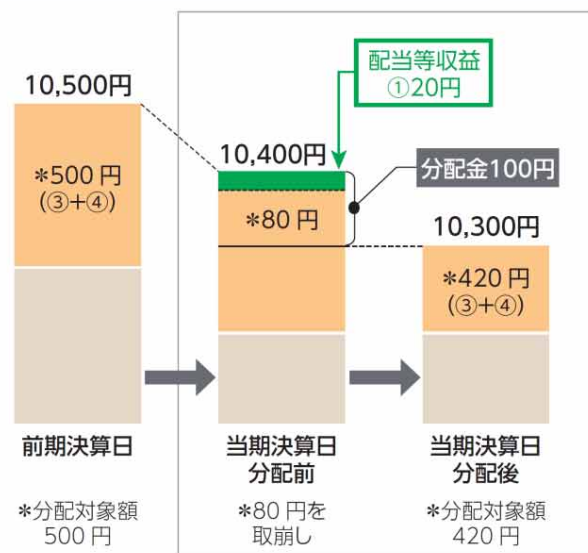 10,500円
*500円
(③+④)
前期決算日
*分配対象額
500円
配当等収益
①20円
10,400円
分配金100円
*80円
当期決算日
分配前
*80円を
取崩し
10,300円
*420円
(③+④)
当期決算日
分配後
*分配対象額
420円